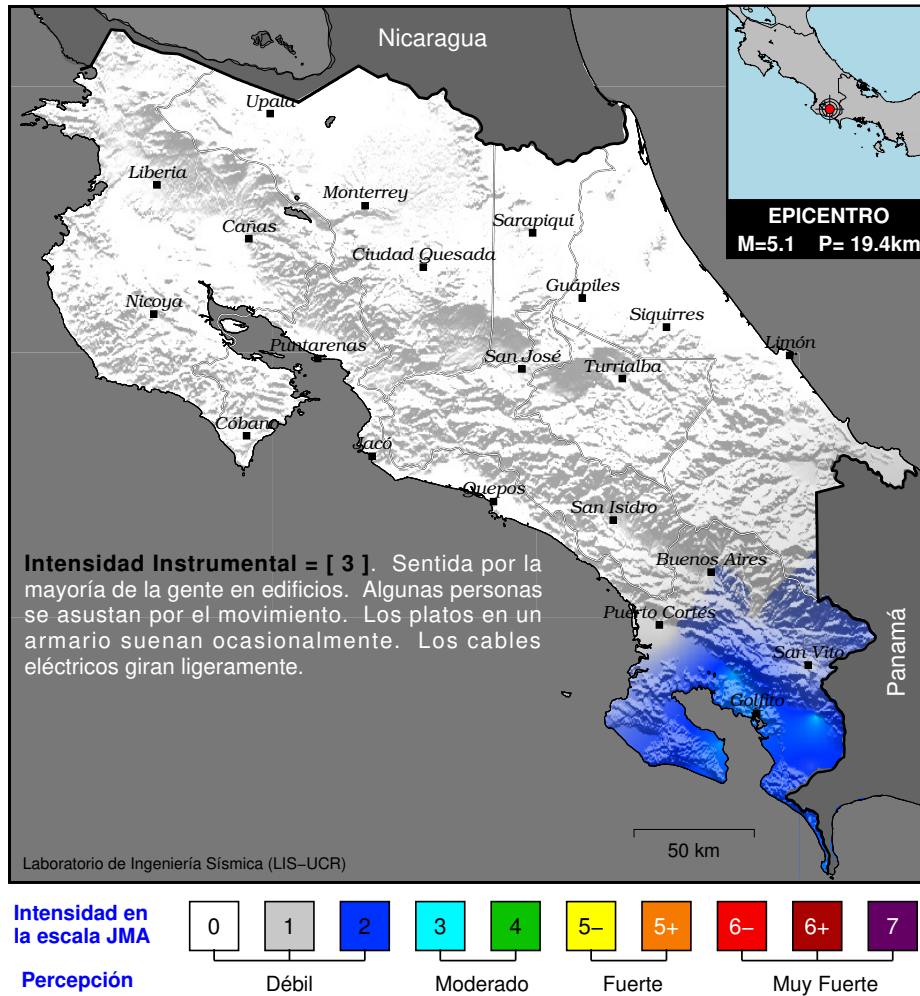 Nicaragua
Upala
Liberia
Monterrey
Cañas
Sarapiquí
EPICENTRO
M=5.1 P= 19.4km
Ciudad Quesada
Guápiles
Nicoya
Siquirres
Puntarenas
San José
Limón
Turrialba
Cóbano
Jacó
Quepos
San Isidro
Intensidad Instrumental = [ 3 ]. Sentida por la
mayoría de la gente en edificios. Algunas personas
se asustan por el movimiento. Los platos en un
armario suenan ocasionalmente. Los cables
eléctricos giran ligeramente.
Buenos Aires
Puerto Cortés
San Vito
Panamá
Golfito
50 km
Laboratorio de Ingeniería Sísmica (LIS−UCR)
Intensidad en
la escala JMA
0 1 2 3 4 5− 5+ 6− 6+ 7
Percepción
Débil Moderado Fuerte Muy Fuerte